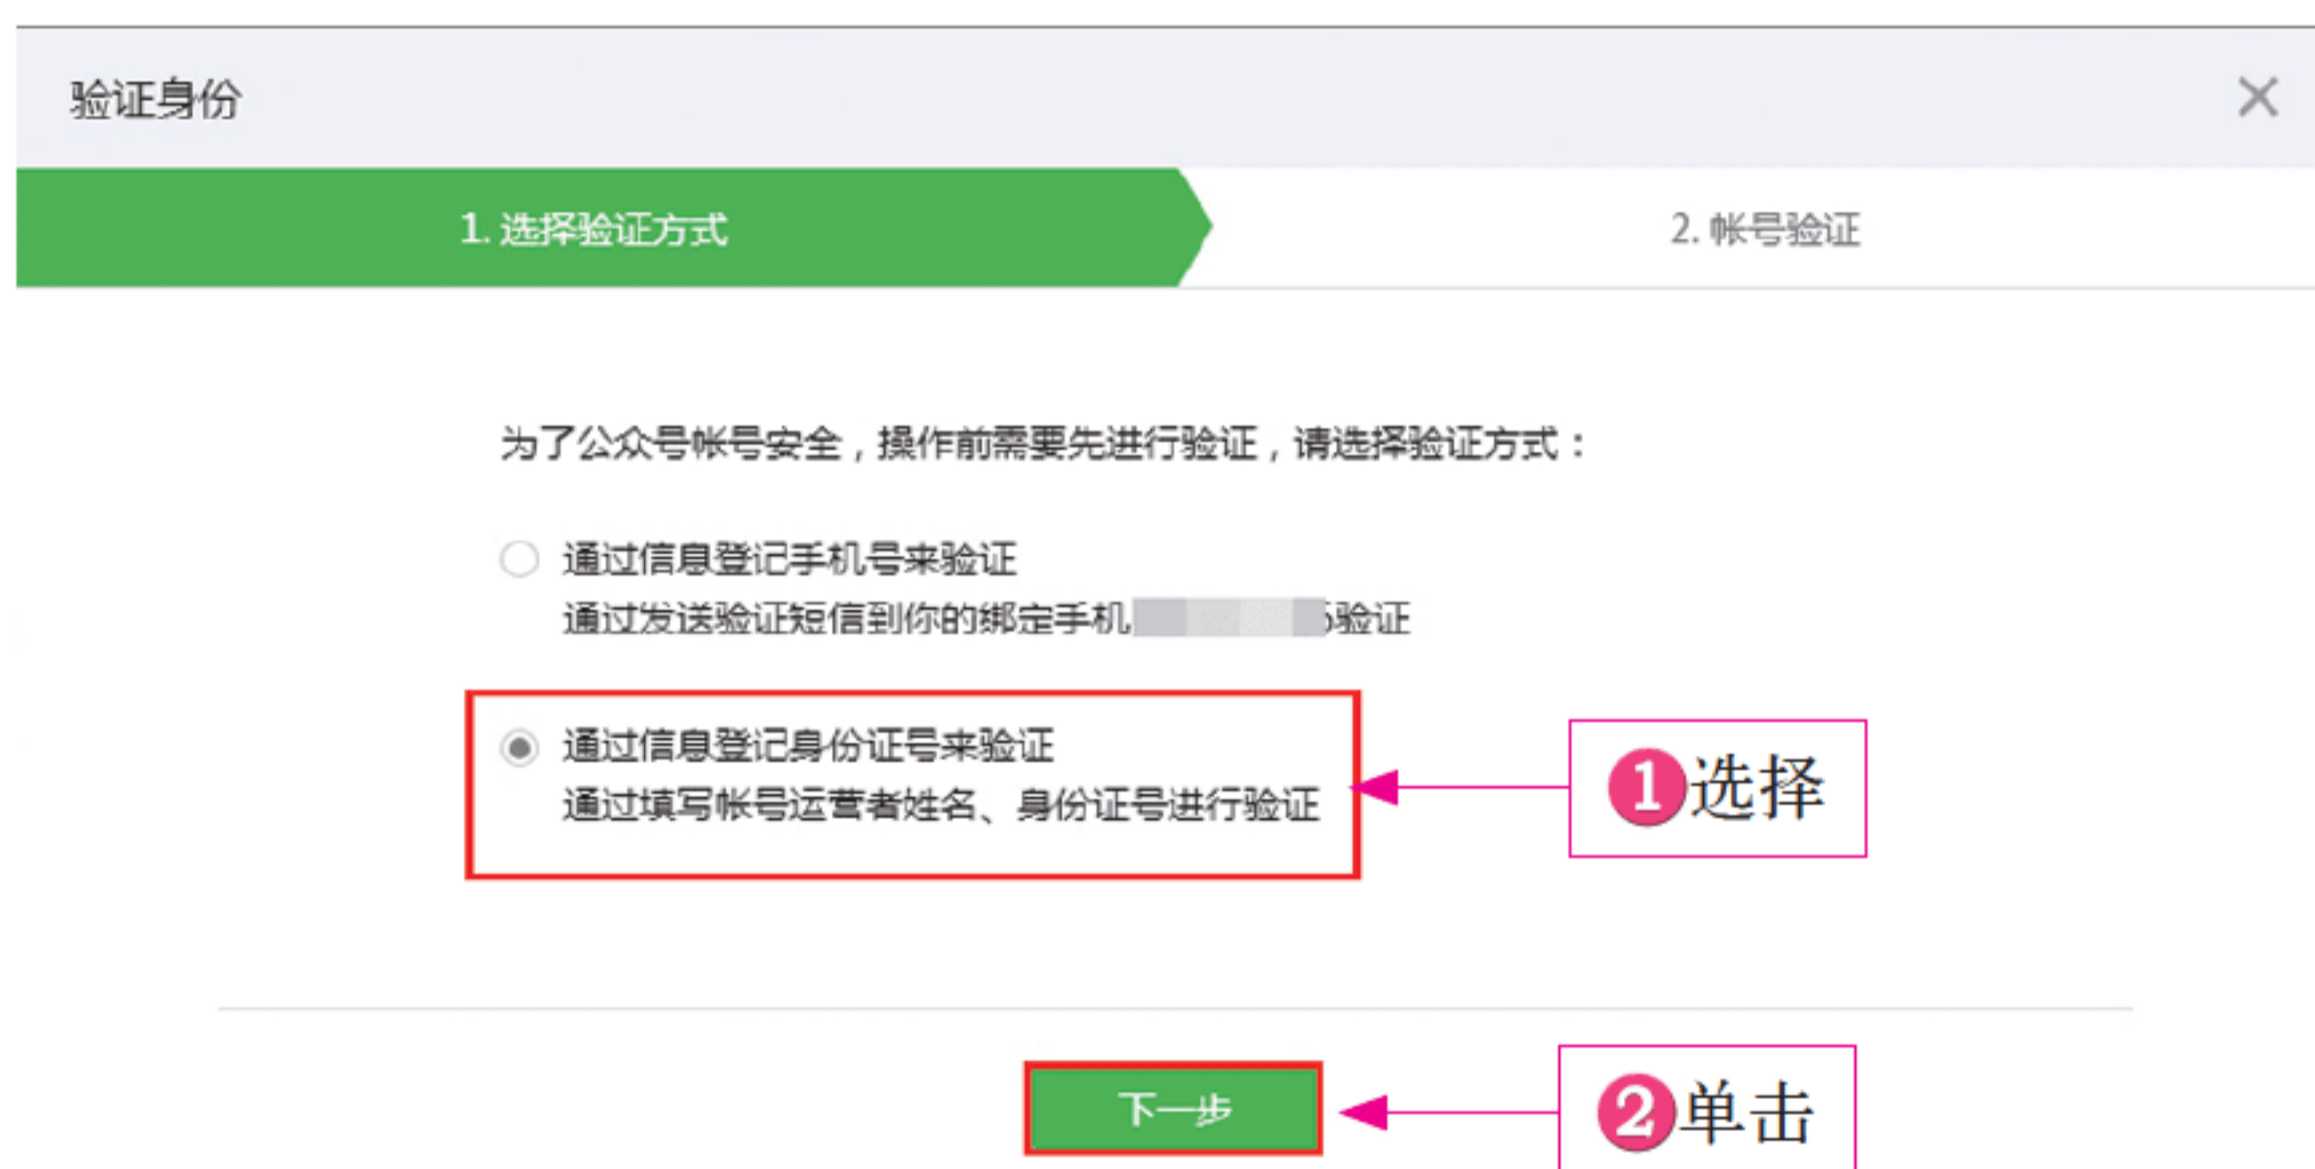 验证身份
1. 选择验证方式
2. 帐号验证
为了公众号帐号安全，操作前需要先进行验证，请选择验证方式：
通过信息登记手机号来验证
通过发送验证短信到你的绑定手机验证
通过信息登记身份证号来验证
通过填写帐号运营者姓名、身份证号进行验证
1选择
下一步
2单击